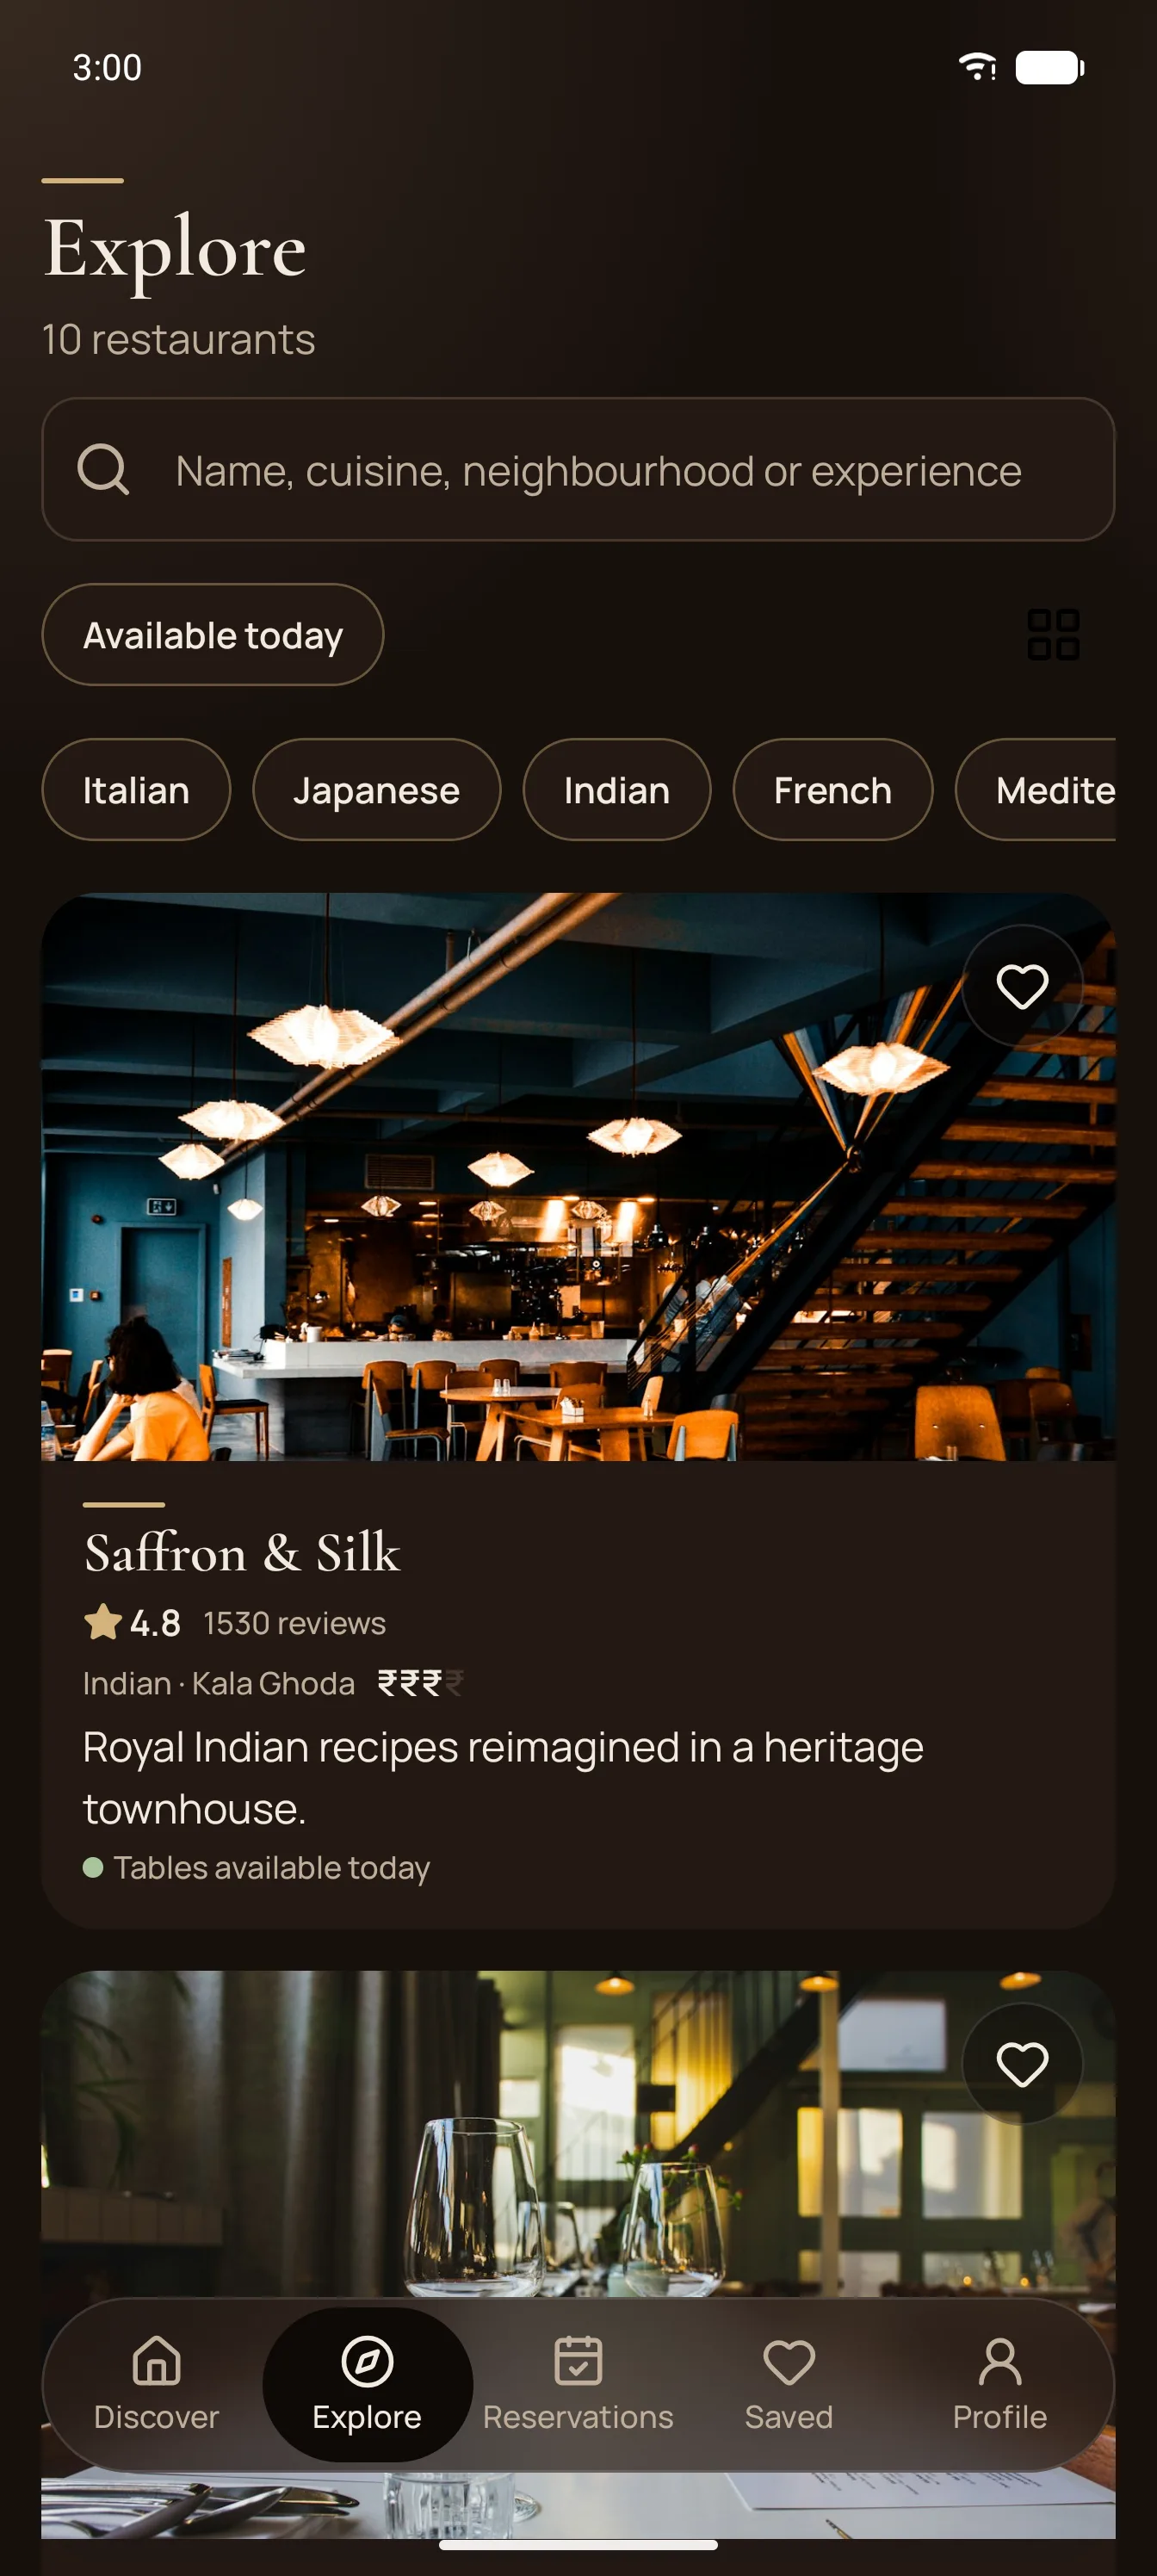 3:00
Explore
10 restaurants
Name, cuisine, neighbourhood or experience
Available today
Italian
Japanese
Indian
French
Medite
Saffron & Silk
4.8 1530 reviews
Indian · Kala Ghoda ₹₹₹₹
Royal Indian recipes reimagined in a heritage
townhouse.
Tables available today
Discover
Explore
Reservations
Saved
Profile